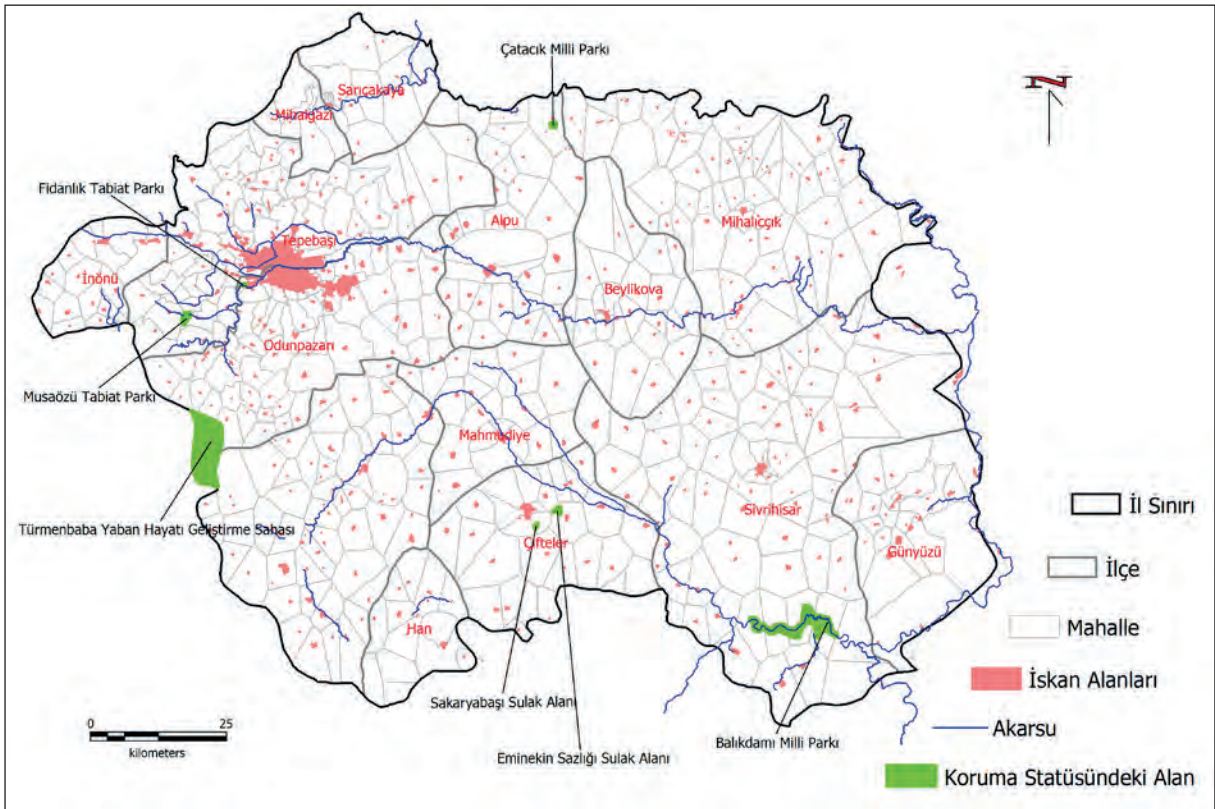 Çatacık Milli Parkı
N
Sarıcakaya
Mihalgazi
Fidanlık Tabiat Parkı
Alpu
Mihalıççık
Tepebaşı
İnönü
Beylikova
Odunpazarı
Musaözü Tabiat Parkı
Mahmudiye
Türmenbaba Yaban Hayatı Geliştirme Sahası
Sivrihisar
Çifteler
Günyüzü
Han
Sakaryabaşı Sulak Alanı
Eminekin Sazlığı Sulak Alanı
Balıkdamı Milli Parkı
0 25
kilometers
İl Sınırı
İlçe
Mahalle
İskan Alanları
Akarsu
Koruma Statüsündeki Alan